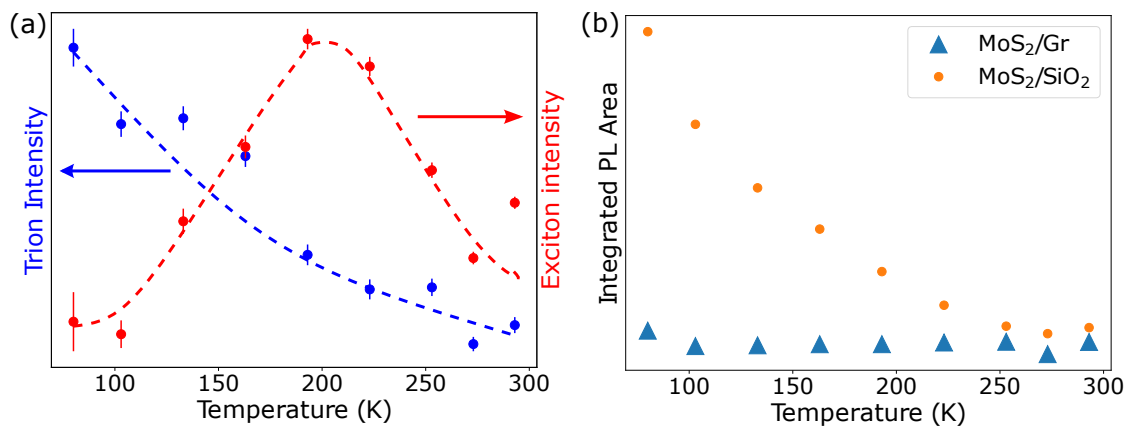 (a)
Trion Intensity
Exciton intensity
100 150 200 250 300
Temperature (K)
(b)
MoS₂/Gr
MoS₂/SiO₂
Integrated PL Area
100 150 200 250 300
Temperature (K)